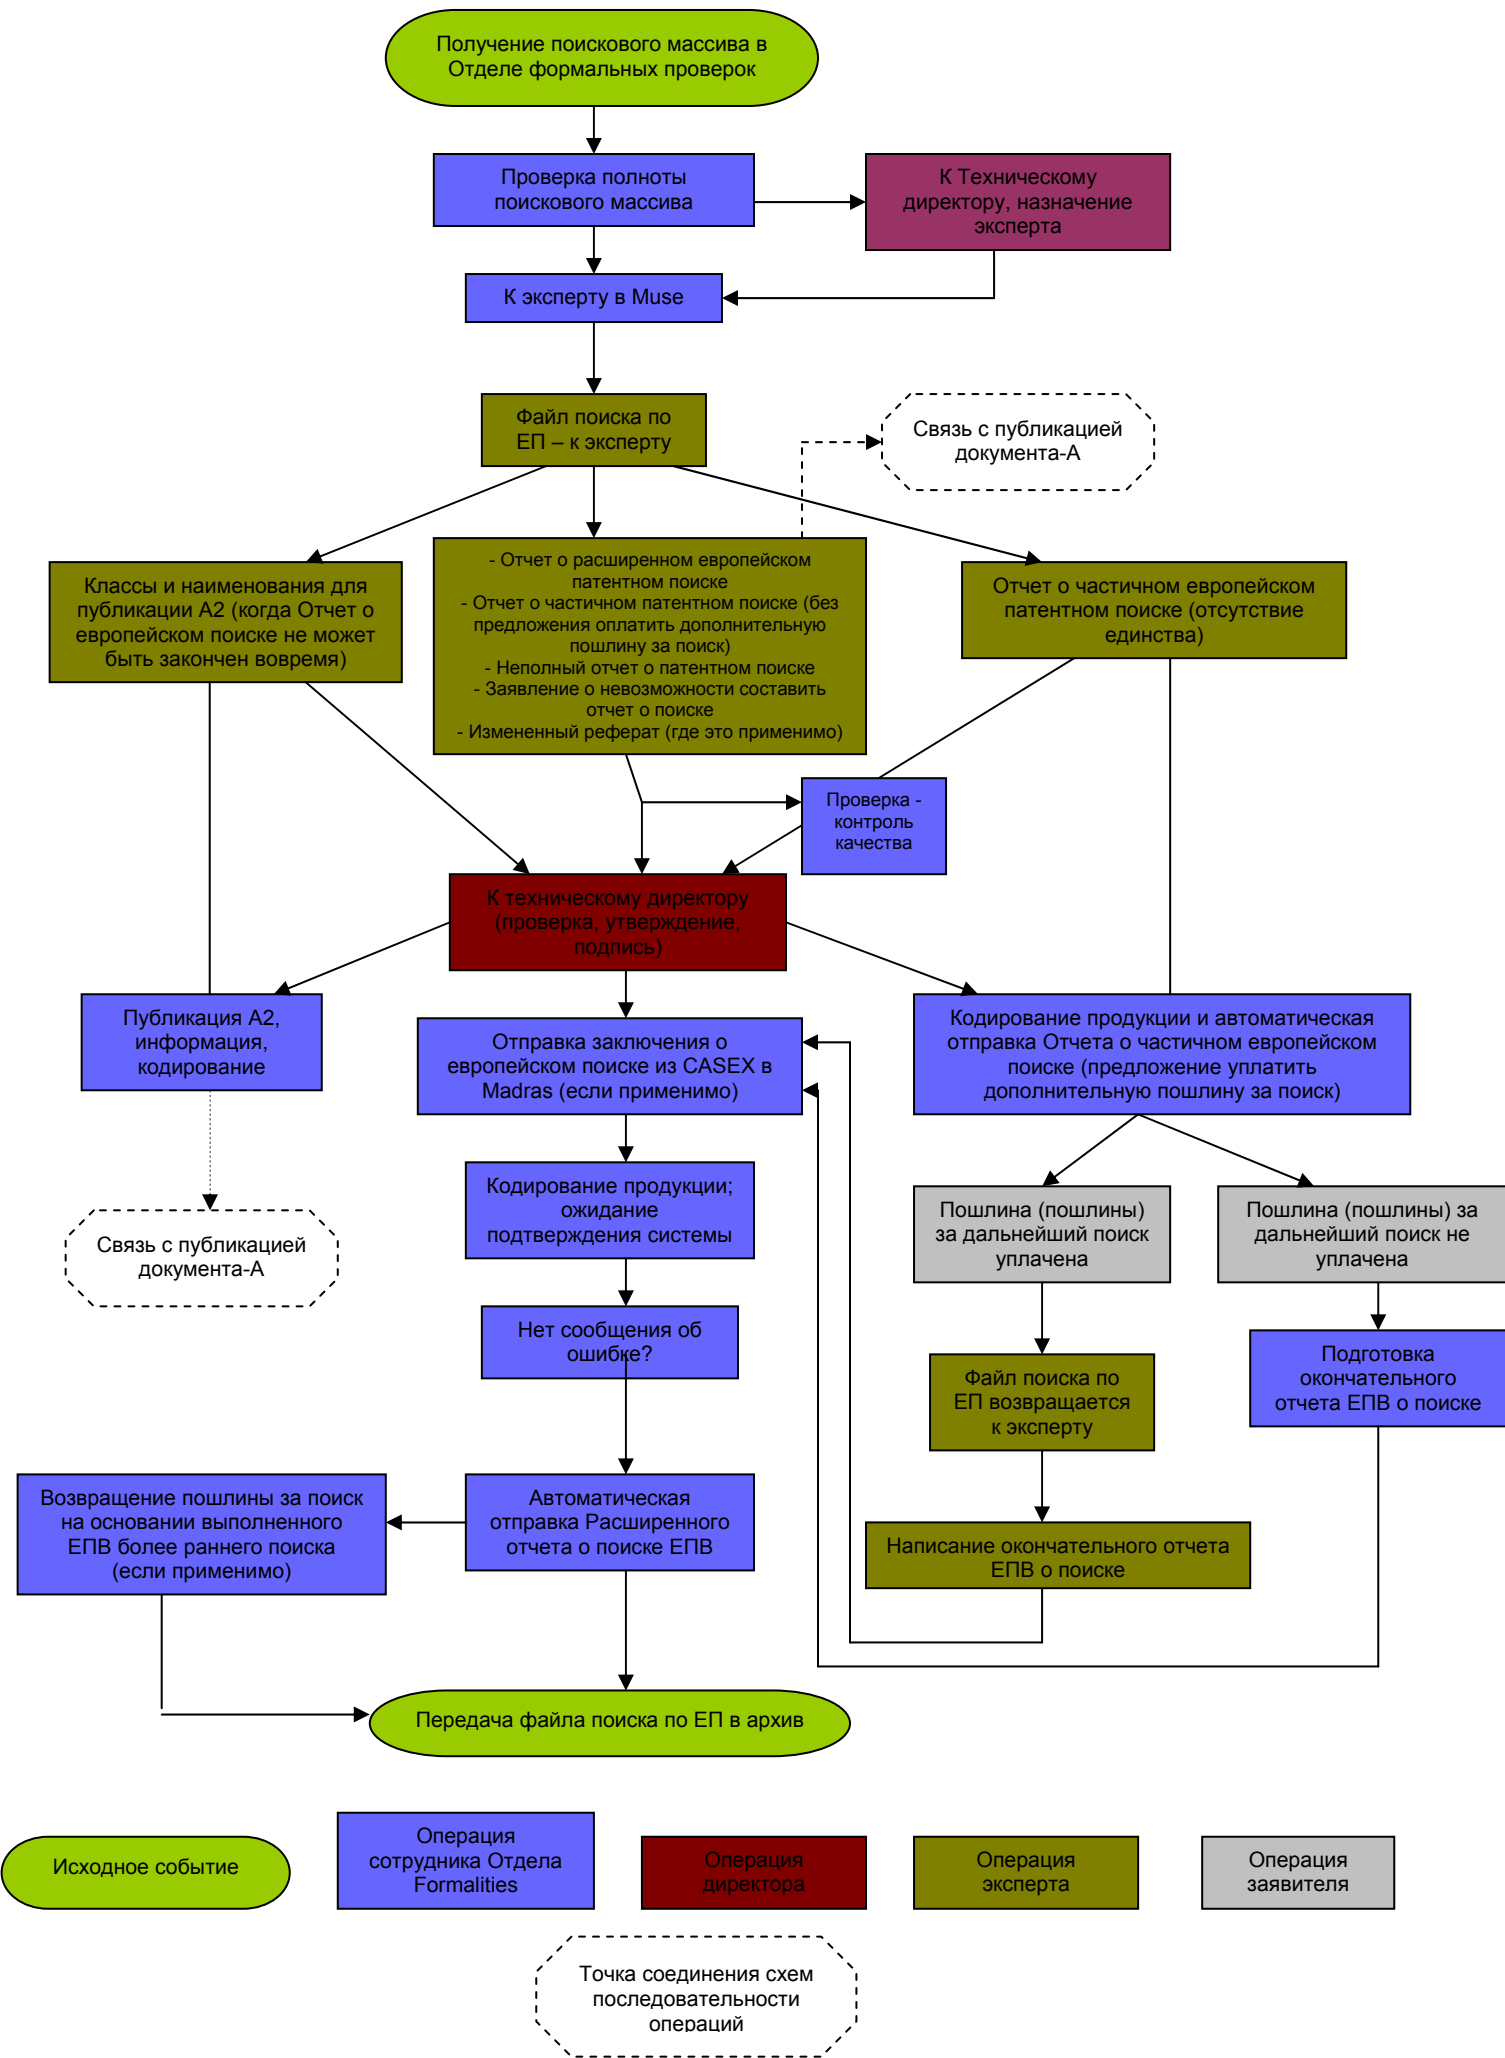 Получение поискового массива в
Отделе формальных проверок
Проверка полноты
поискового массива
К Техническому
директору, назначение
эксперта
К эксперту в Muse
Файл поиска по
ЕП – к эксперту
Связь с публикацией
документа-А
Классы и наименования для
публикации А2 (когда Отчет о
европейском поиске не может
быть закончен вовремя)
- Отчет о расширенном европейском
патентном поиске
- Отчет о частичном патентном поиске (без
предложения оплатить дополнительную
пошлину за поиск)
- Неполный отчет о патентном поиске
- Заявление о невозможности составить
отчет о поиске
- Измененный реферат (где это применимо)
Отчет о частичном европейском
патентном поиске (отсутствие
единства)
Проверка -
контроль
качества
К техническому директору
(проверка, утверждение,
подпись)
Публикация А2,
информация,
кодирование
Отправка заключения о
европейском поиске из CASEX в
Madras (если применимо)
Кодирование продукции и автоматическая
отправка Отчета о частичном европейском
поиске (предложение уплатить
дополнительную пошлину за поиск)
Связь с публикацией
документа-А
Кодирование продукции;
ожидание
подтверждения системы
Пошлина (пошлины)
за дальнейший поиск
уплачена
Пошлина (пошлины) за
дальнейший поиск не
уплачена
Нет сообщения об
ошибке?
Файл поиска по
ЕП возвращается
к эксперту
Подготовка
окончательного
отчета ЕПВ о поиске
Возвращение пошлины за поиск
на основании выполненного
ЕПВ более раннего поиска
(если применимо)
Автоматическая
отправка Расширенного
отчета о поиске ЕПВ
Написание окончательного отчета
ЕПВ о поиске
Передача файла поиска по ЕП в архив
Исходное событие
Операция
сотрудника Отдела
Formalities
Операция
директора
Операция
эксперта
Операция
заявителя
Точка соединения схем
последовательности
операций